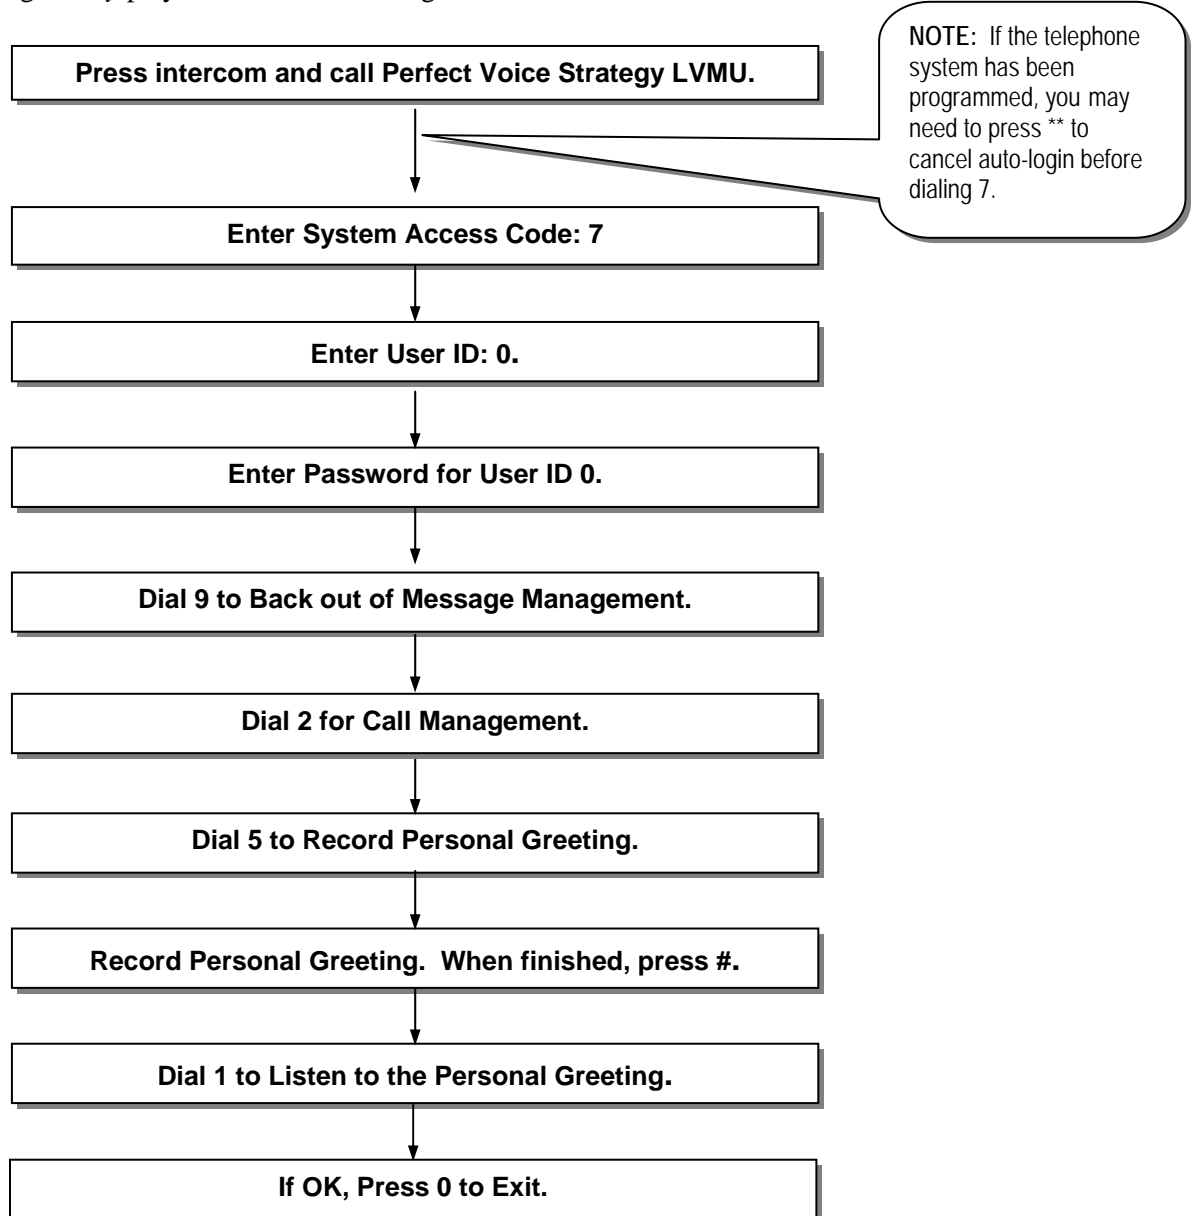 Press intercom and call Perfect Voice Strategy LVMU.
NOTE: If the telephone
system has been
programmed, you may
need to press ** to
cancel auto-login before
dialing 7.
Enter System Access Code: 7
Enter User ID: 0.
Enter Password for User ID 0.
Dial 9 to Back out of Message Management.
Dial 2 for Call Management.
Dial 5 to Record Personal Greeting.
Record Personal Greeting.  When finished, press #.
Dial 1 to Listen to the Personal Greeting.
If OK, Press 0 to Exit.